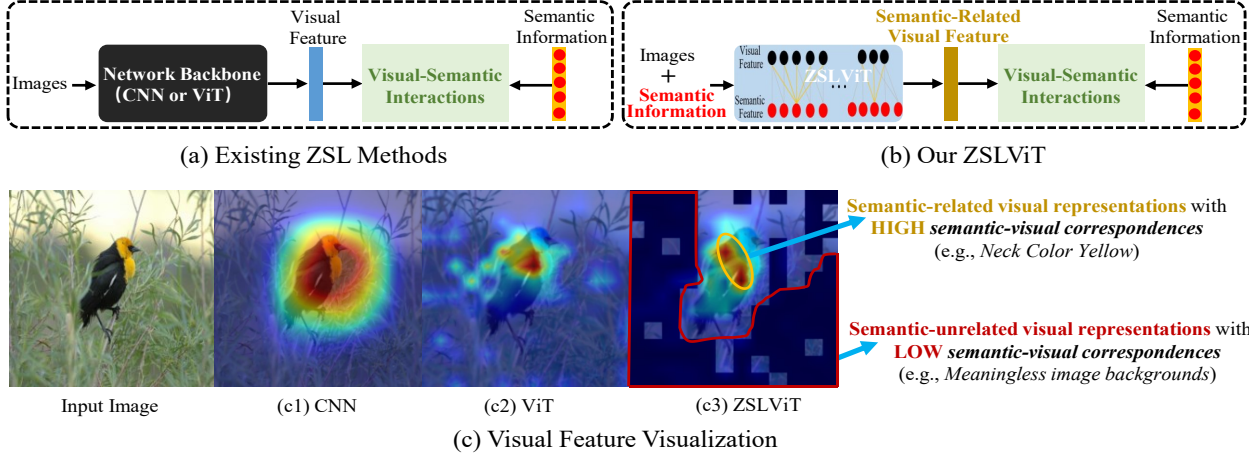 Images
Network Backbone
(CNN or ViT)
Visual
Feature
Visual-Semantic
Interactions
Semantic
Information
(a) Existing ZSL Methods
Images
+
Semantic
Information
Visual
Feature
ZSLViT
...
Semantic
Feature
Semantic-Related
Visual Feature
Visual-Semantic
Interactions
Semantic
Information
(b) Our ZSLViT
Semantic-related visual representations with
HIGH semantic-visual correspondences
(e.g., Neck Color Yellow)
Semantic-unrelated visual representations with
LOW semantic-visual correspondences
(e.g., Meaningless image backgrounds)
Input Image
(c1) CNN
(c2) ViT
(c3) ZSLViT
(c) Visual Feature Visualization